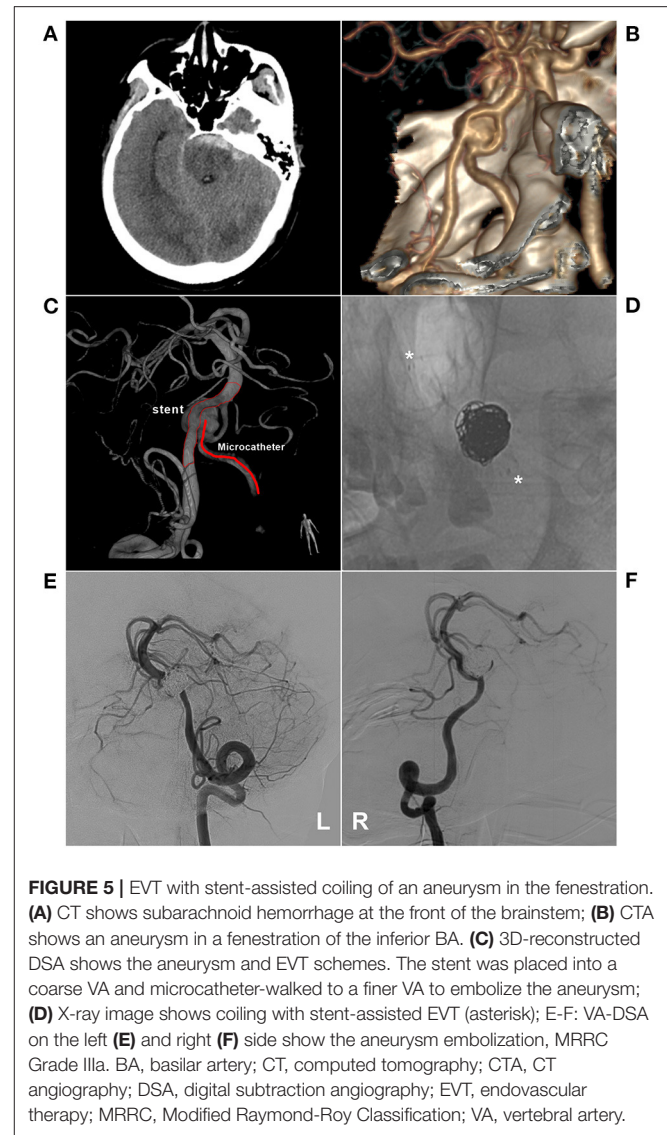 A
B
C
D
stent
Microcatheter
*
*
E
F
L
R
FIGURE 5 | EVT with stent-assisted coiling of an aneurysm in the fenestration.
(A) CT shows subarachnoid hemorrhage at the front of the brainstem; (B) CTA
shows an aneurysm in a fenestration of the inferior BA. (C) 3D-reconstructed
DSA shows the aneurysm and EVT schemes. The stent was placed into a
coarse VA and microcatheter-walked to a finer VA to embolize the aneurysm;
(D) X-ray image shows coiling with stent-assisted EVT (asterisk); E-F: VA-DSA
on the left (E) and right (F) side show the aneurysm embolization, MRRC
Grade IIIa. BA, basilar artery; CT, computed tomography; CTA, CT
angiography; DSA, digital subtraction angiography; EVT, endovascular
therapy; MRRC, Modified Raymond-Roy Classification; VA, vertebral artery.